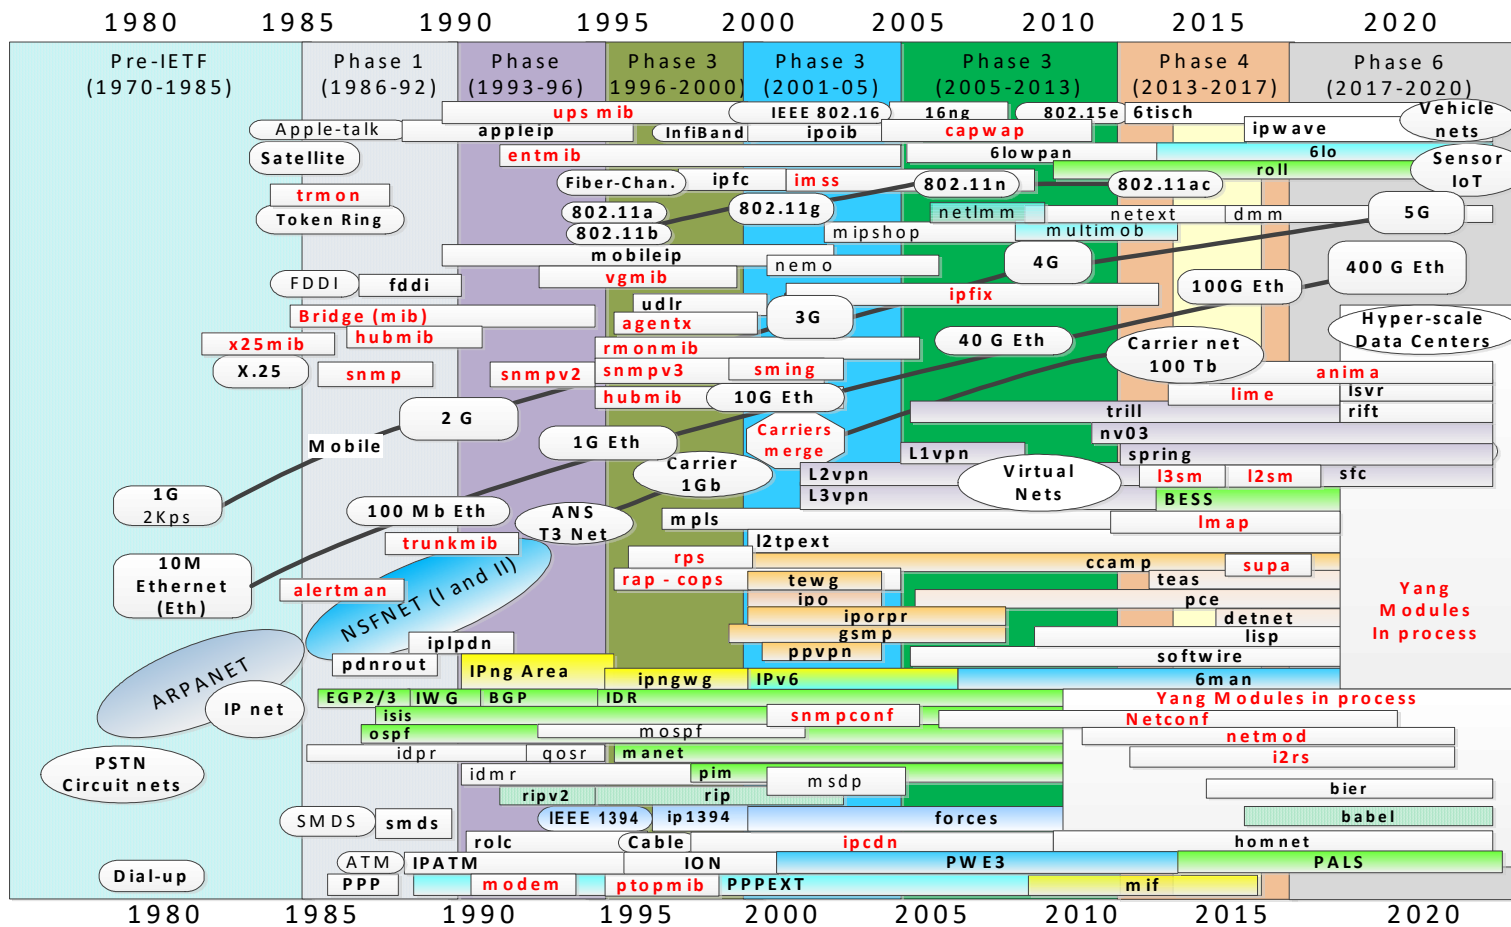 1980 1985 1990 1995 2000 2005 2010 2015 2020
Pre-IETF
(1970-1985)
Phase 1
(1986-92)
Phase
(1993-96)
Phase 3
1996-2000)
Phase 3
(2001-05)
Phase 3
(2005-2013)
Phase 4
(2013-2017)
Phase 6
(2017-2020)
ups mib
IEEE 802.16
16ng
802.15e
6tisch
Vehicle
nets
Apple-talk
appleip
InfiBand
ipoib
capwap
ipwave
Satellite
entmib
6lowpan
6lo
Sensor
IoT
roll
Fiber-Chan.
ipfc
imss
802.11n
802.11ac
trmon
Token Ring
802.11a
802.11b
802.11g
netlmm
netext
dmm
5G
mipshop
multimob
mobileip
nemo
4G
400 G Eth
FDDI
fddi
vgmib
100G Eth
udlr
ipfix
Bridge (mib)
agentx
3G
Hyper-scale
Data Centers
x25mib
hubmib
rmonmib
40 G Eth
Carrier net
100 Tb
X.25
snmp
snmpv2
snmpv3
sming
anima
hubmib
10G Eth
lime
lsvr
2 G
trill
rift
Mobile
1G Eth
Carriers
merge
nv03
L1vpn
spring
Carrier
1Gb
L2vpn
Virtual
Nets
l3sm
l2sm
sfc
1G
2Kps
L3vpn
BESS
100 Mb Eth
ANS
T3 Net
mpls
lmap
trunkmib
l2tpext
10M
Ethernet
(Eth)
rps
ccamp
supa
alertman
rap - cops
tewg
teas
Yang
Modules
In process
NSFNET (I and II)
ipo
pce
iporpr
detnet
iplpdn
gsmp
lisp
ARPANET
pdnrout
ppvpn
softwire
IPng Area
ipngwg
IPv6
6man
IP net
EGP2/3
IWG
BGP
IDR
Yang Modules in process
isis
snmpconf
Netconf
ospf
mospf
netmod
PSTN
Circuit nets
idpr
qosr
manet
i2rs
idmr
pim
msdp
bier
ripv2
rip
SMDS
smds
IEEE 1394
ip1394
forces
babel
rolc
Cable
ipcdn
homnet
ATM
IPATM
ION
PWE3
PALS
Dial-up
PPP
modem
ptopmib
PPPEXT
mif
1980 1985 1990 1995 2000 2005 2010 2015 2020